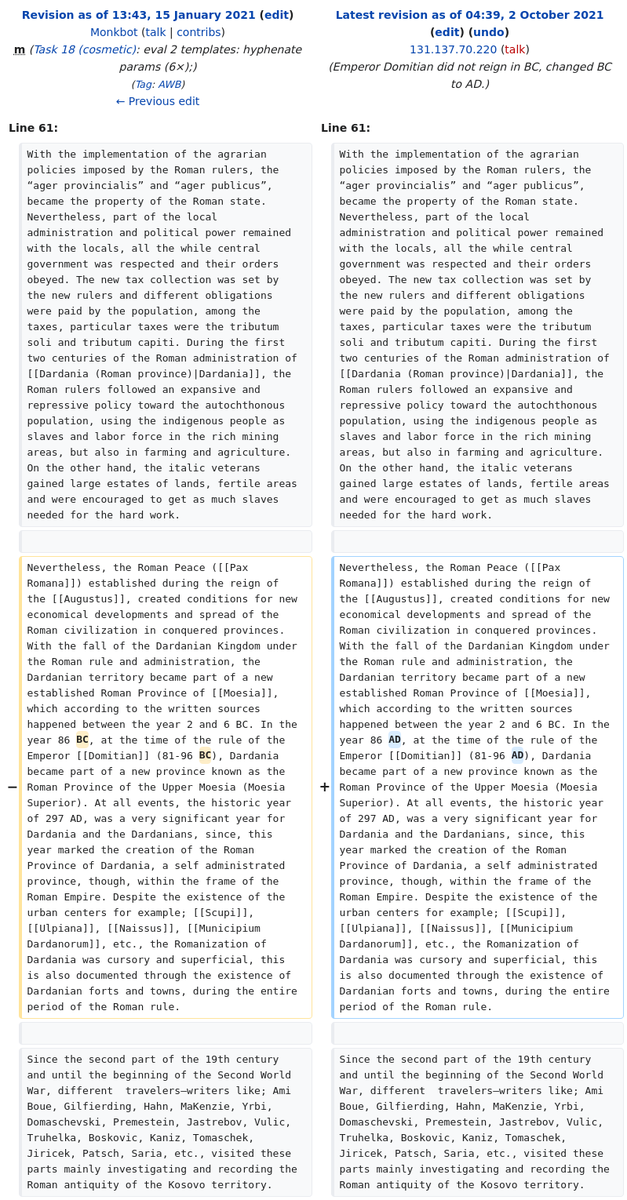 Revision as of 13:43, 15 January 2021 (edit)
Monkbot (talk | contribs)
m (Task 18 (cosmetic): eval 2 templates: hyphenate
params (6×);)
(Tag: AWB)
← Previous edit
Line 61:
With the implementation of the agrarian
policies imposed by the Roman rulers, the
“ager provincialis” and “ager publicus”,
became the property of the Roman state.
Nevertheless, part of the local
administration and political power remained
with the locals, all the while central
government was respected and their orders
obeyed. The new tax collection was set by
the new rulers and different obligations
were paid by the population, among the
taxes, particular taxes were the tributum
soli and tributum capiti. During the first
two centuries of the Roman administration of
[[Dardania (Roman province)|Dardania]], the
Roman rulers followed an expansive and
repressive policy toward the autochthonous
population, using the indigenous people as
slaves and labor force in the rich mining
areas, but also in farming and agriculture.
On the other hand, the italic veterans
gained large estates of lands, fertile areas
and were encouraged to get as much slaves
needed for the hard work.
−
Nevertheless, the Roman Peace ([[Pax
Romana]]) established during the reign of
the [[Augustus]], created conditions for new
economical developments and spread of the
Roman civilization in conquered provinces.
With the fall of the Dardanian Kingdom under
the Roman rule and administration, the
Dardanian territory became part of a new
established Roman Province of [[Moesia]],
which according to the written sources
happened between the year 2 and 6 BC. In the
year 86 BC, at the time of the rule of the
Emperor [[Domitian]] (81-96 BC), Dardania
became part of a new province known as the
Roman Province of the Upper Moesia (Moesia
Superior). At all events, the historic year
of 297 AD, was a very significant year for
Dardania and the Dardanians, since, this
year marked the creation of the Roman
Province of Dardania, a self administrated
province, though, within the frame of the
Roman Empire. Despite the existence of the
urban centers for example; [[Scupi]],
[[Ulpiana]], [[Naissus]], [[Municipium
Dardanorum]], etc., the Romanization of
Dardania was cursory and superficial, this
is also documented through the existence of
Dardanian forts and towns, during the entire
period of the Roman rule.
Since the second part of the 19th century
and until the beginning of the Second World
War, different  travelers–writers like; Ami
Boue, Gilfierding, Hahn, MaKenzie, Yrbi,
Domaschevski, Premestein, Jastrebov, Vulic,
Truhelka, Boskovic, Kaniz, Tomaschek,
Jiricek, Patsch, Saria, etc., visited these
parts mainly investigating and recording the
Roman antiquity of the Kosovo territory.
Latest revision as of 04:39, 2 October 2021
(edit) (undo)
131.137.70.220 (talk)
(Emperor Domitian did not reign in BC, changed BC
to AD.)
Line 61:
With the implementation of the agrarian
policies imposed by the Roman rulers, the
“ager provincialis” and “ager publicus”,
became the property of the Roman state.
Nevertheless, part of the local
administration and political power remained
with the locals, all the while central
government was respected and their orders
obeyed. The new tax collection was set by
the new rulers and different obligations
were paid by the population, among the
taxes, particular taxes were the tributum
soli and tributum capiti. During the first
two centuries of the Roman administration of
[[Dardania (Roman province)|Dardania]], the
Roman rulers followed an expansive and
repressive policy toward the autochthonous
population, using the indigenous people as
slaves and labor force in the rich mining
areas, but also in farming and agriculture.
On the other hand, the italic veterans
gained large estates of lands, fertile areas
and were encouraged to get as much slaves
needed for the hard work.
+
Nevertheless, the Roman Peace ([[Pax
Romana]]) established during the reign of
the [[Augustus]], created conditions for new
economical developments and spread of the
Roman civilization in conquered provinces.
With the fall of the Dardanian Kingdom under
the Roman rule and administration, the
Dardanian territory became part of a new
established Roman Province of [[Moesia]],
which according to the written sources
happened between the year 2 and 6 BC. In the
year 86 AD, at the time of the rule of the
Emperor [[Domitian]] (81-96 AD), Dardania
became part of a new province known as the
Roman Province of the Upper Moesia (Moesia
Superior). At all events, the historic year
of 297 AD, was a very significant year for
Dardania and the Dardanians, since, this
year marked the creation of the Roman
Province of Dardania, a self administrated
province, though, within the frame of the
Roman Empire. Despite the existence of the
urban centers for example; [[Scupi]],
[[Ulpiana]], [[Naissus]], [[Municipium
Dardanorum]], etc., the Romanization of
Dardania was cursory and superficial, this
is also documented through the existence of
Dardanian forts and towns, during the entire
period of the Roman rule.
Since the second part of the 19th century
and until the beginning of the Second World
War, different  travelers–writers like; Ami
Boue, Gilfierding, Hahn, MaKenzie, Yrbi,
Domaschevski, Premestein, Jastrebov, Vulic,
Truhelka, Boskovic, Kaniz, Tomaschek,
Jiricek, Patsch, Saria, etc., visited these
parts mainly investigating and recording the
Roman antiquity of the Kosovo territory.